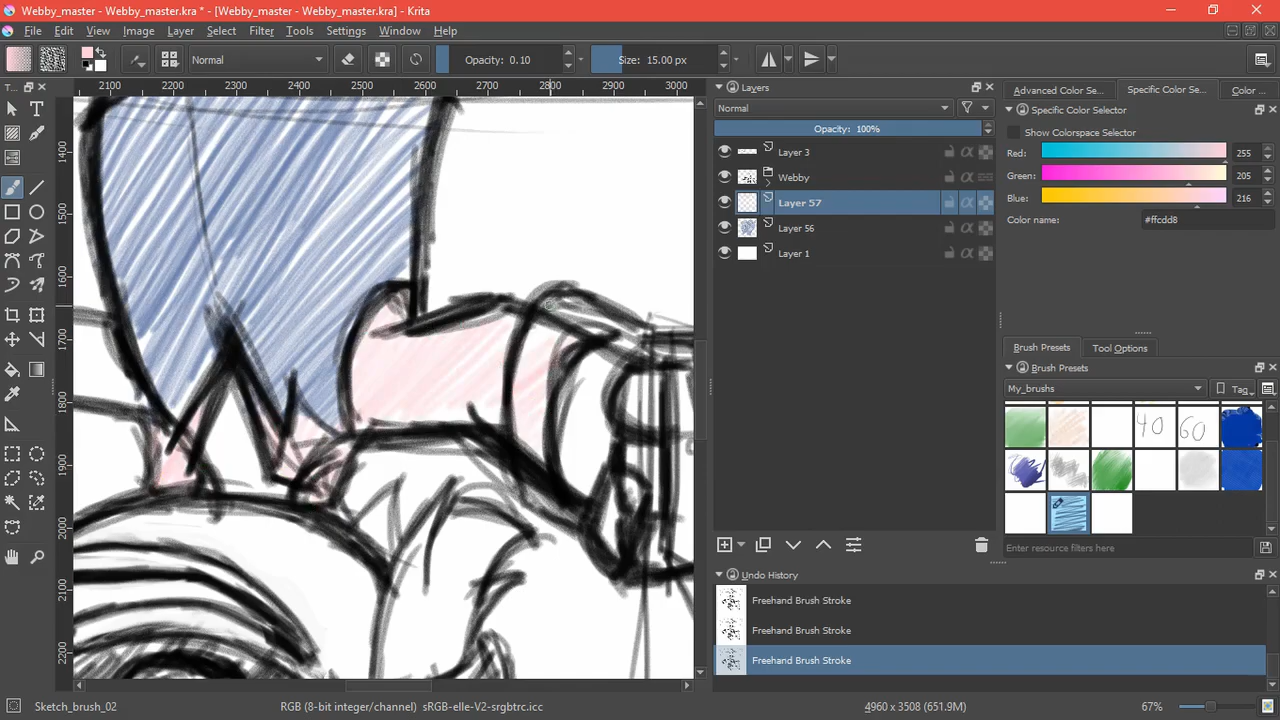 Webby_master - Webby_master.kra * - [Webby_master - Webby_master.kra] - Krita
File Edit View Image Layer Select Filter Tools Settings Window Help
Normal Opacity: 0.10 Size: 15.00 px
T... Layers Advanced Color Se... Specific Color Se... Color ...
2100 2200 2300 2400 2500 2600 2700 2800 2900 3000
Normal Specific Color Selector
Opacity: 100% Show Colorspace Selector
Layer 3 Red: 255
Webby Green: 205
Layer 57 Blue: 216
Layer 56 Color name: #ffcdd8
Layer 1
1400
1500
1600
1700
1800
1900
2000
2100
2200
Brush Presets Tool Options
Brush Presets
My_brushes Tag
40 60
Enter resource filters here
Undo History
Freehand Brush Stroke
Freehand Brush Stroke
Freehand Brush Stroke
Sketch_brush_02 RGB (8-bit integer/channel) sRGB-elle-V2-srgbtrc.icc 4960 x 3508 (651.9M) 67%